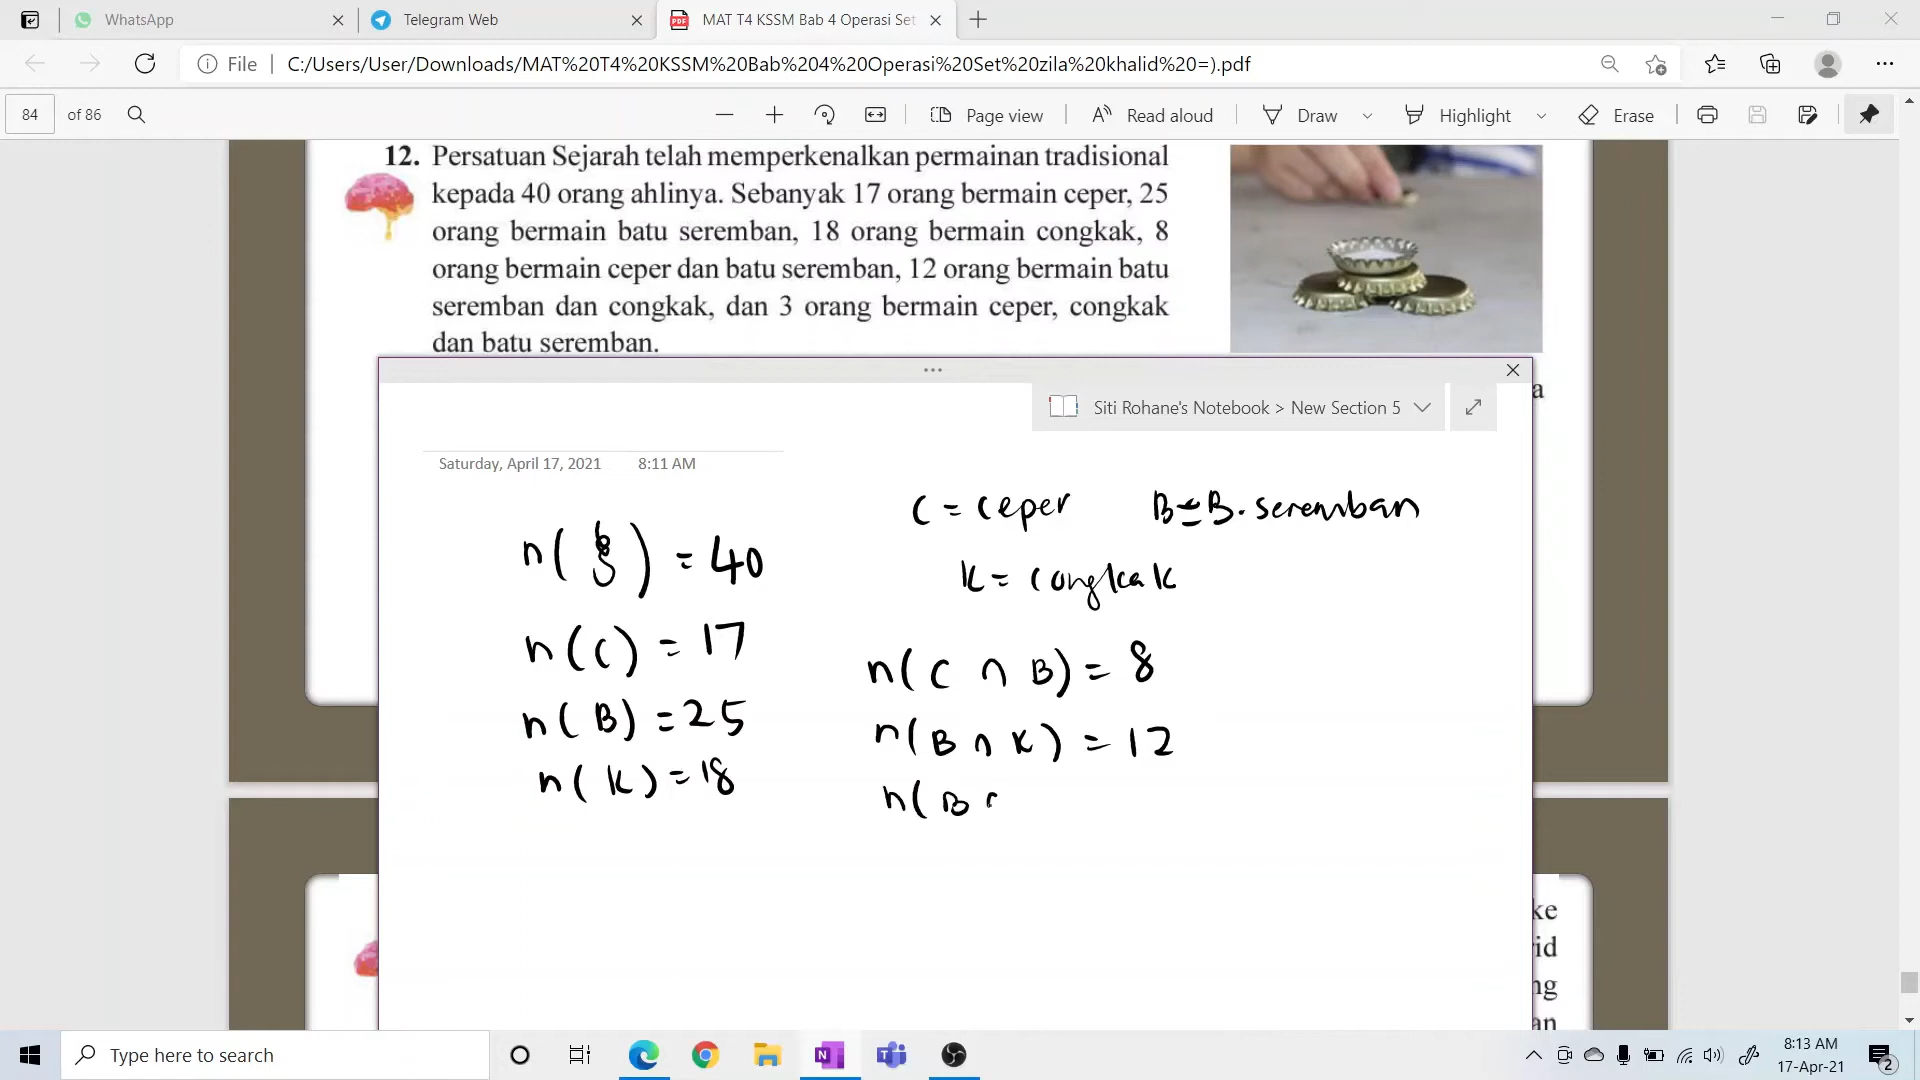 WhatsApp
Telegram Web
MAT T4 KSSM Bab 4 Operasi Set
File
C:/Users/User/Downloads/MAT%20T4%20KSSM%20Bab%204%20Operasi%20Set%20zila%20khalid%20=).pdf
84 of 86
Page view
Read aloud
Draw
Highlight
Erase
12. Persatuan Sejarah telah memperkenalkan permainan tradisional
kepada 40 orang ahlinya. Sebanyak 17 orang bermain ceper, 25
orang bermain batu seremban, 18 orang bermain congkak, 8
orang bermain ceper dan batu seremban, 12 orang bermain batu
seremban dan congkak, dan 3 orang bermain ceper, congkak
dan batu seremban.
a
Siti Rohane's Notebook > New Section 5
Saturday, April 17, 2021 8:11 AM
C = ceper B = B. seremban
K = congkak
n(ξ) = 40
n(C) = 17
n(B) = 25
n(K) = 18
n(C ∩ B) = 8
n(B ∩ K) = 12
n(B
ke
id
ng
an
Type here to search
8:13 AM
17-Apr-21
2